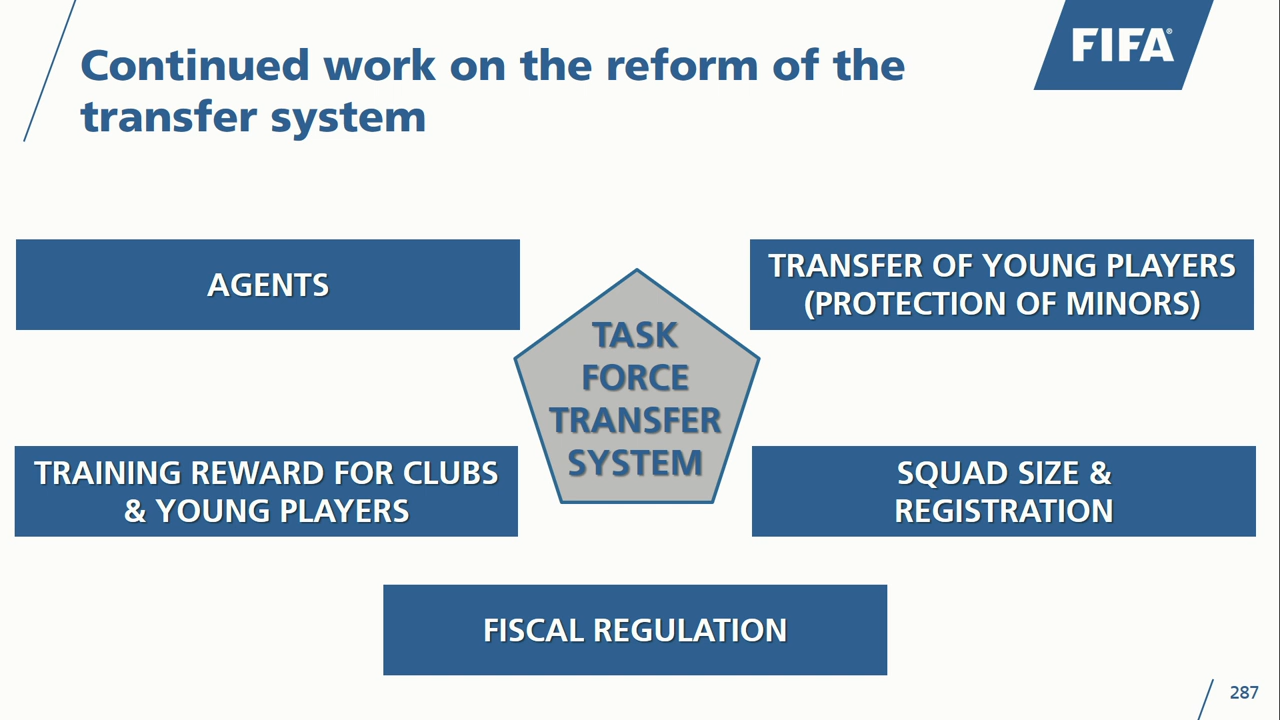 Continued work on the reform of the
transfer system
FIFA®
AGENTS
TRANSFER OF YOUNG PLAYERS
(PROTECTION OF MINORS)
TASK
FORCE
TRANSFER
SYSTEM
TRAINING REWARD FOR CLUBS
& YOUNG PLAYERS
SQUAD SIZE &
REGISTRATION
FISCAL REGULATION
287